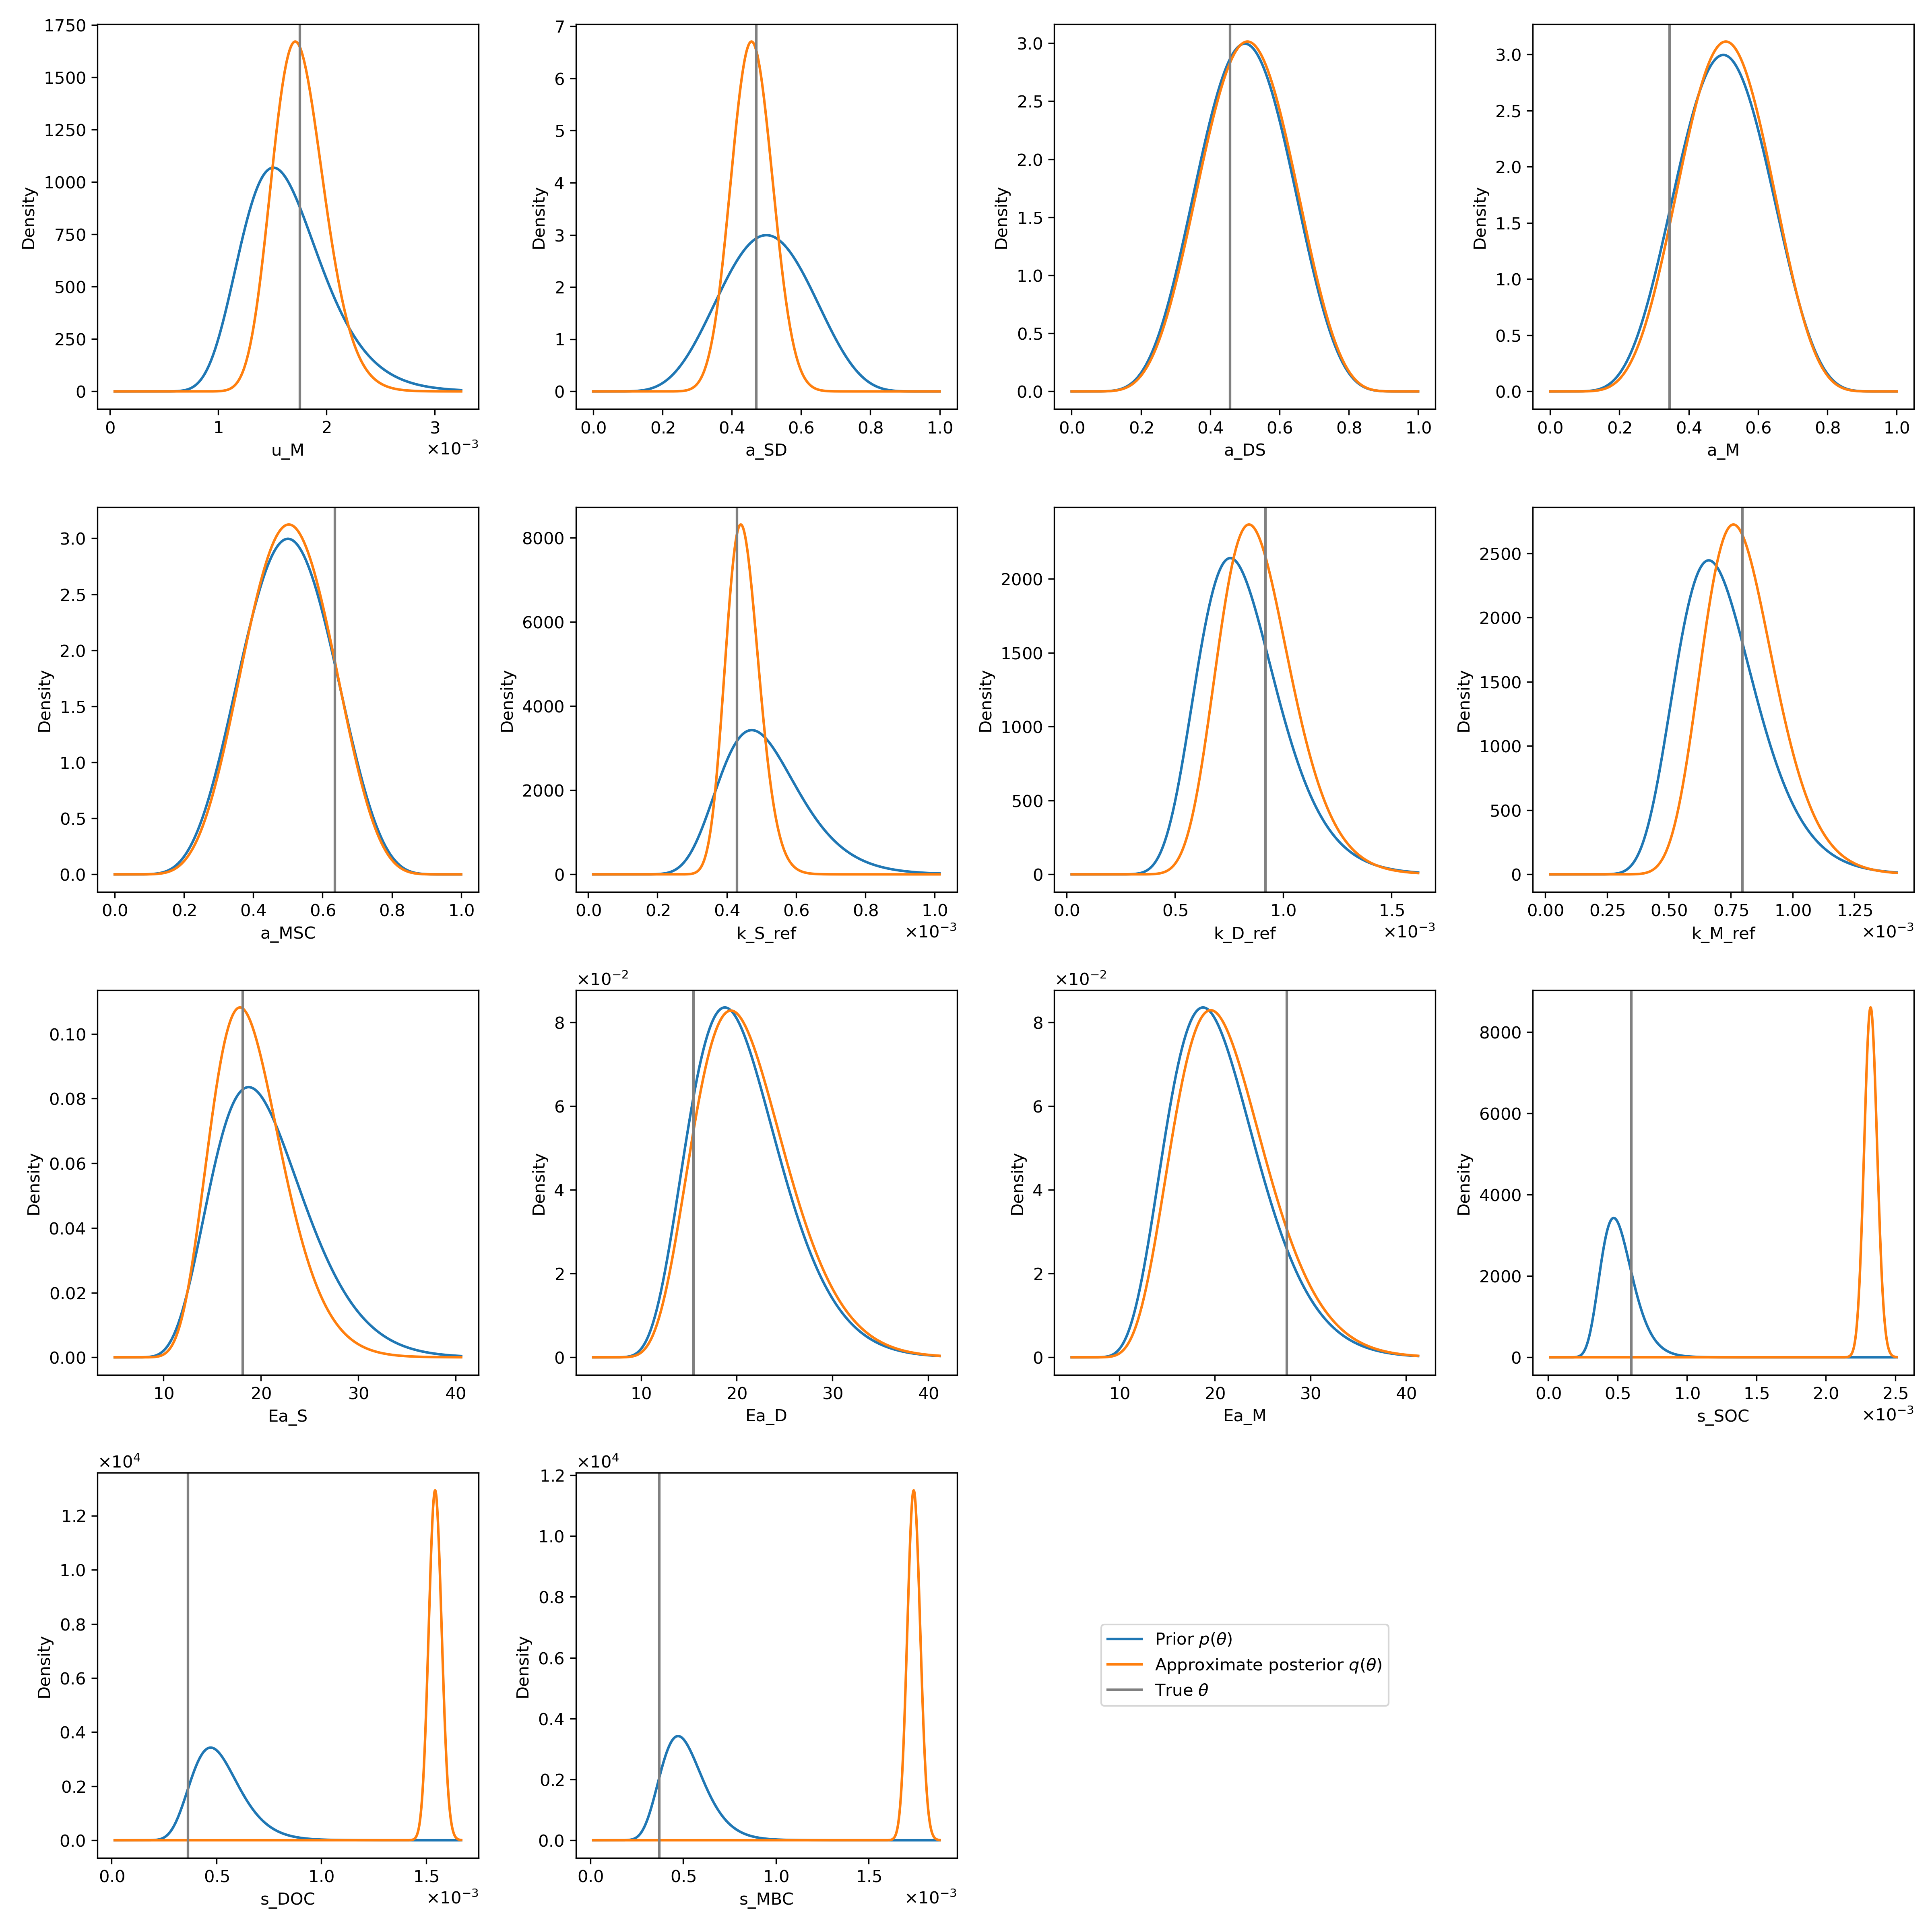 1750
1500
1250
1000
750
500
250
0
Density
0 1 2 3
×10⁻³
u_M
7
6
5
4
3
2
1
0
Density
0.0 0.2 0.4 0.6 0.8 1.0
a_SD
3.0
2.5
2.0
1.5
1.0
0.5
0.0
Density
0.0 0.2 0.4 0.6 0.8 1.0
a_DS
3.0
2.5
2.0
1.5
1.0
0.5
0.0
Density
0.0 0.2 0.4 0.6 0.8 1.0
a_M
3.0
2.5
2.0
1.5
1.0
0.5
0.0
Density
0.0 0.2 0.4 0.6 0.8 1.0
a_MSC
8000
6000
4000
2000
0
Density
0.0 0.2 0.4 0.6 0.8 1.0
×10⁻³
k_S_ref
2000
1500
1000
500
0
Density
0.0 0.5 1.0 1.5
×10⁻³
k_D_ref
2500
2000
1500
1000
500
0
Density
0.00 0.25 0.50 0.75 1.00 1.25
×10⁻³
k_M_ref
0.10
0.08
0.06
0.04
0.02
0.00
Density
10 20 30 40
Ea_S
×10⁻²
8
6
4
2
0
Density
10 20 30 40
Ea_D
×10⁻²
8
6
4
2
0
Density
10 20 30 40
Ea_M
8000
6000
4000
2000
0
Density
0.0 0.5 1.0 1.5 2.0 2.5
×10⁻³
s_SOC
×10⁴
1.2
1.0
0.8
0.6
0.4
0.2
0.0
Density
0.0 0.5 1.0 1.5
×10⁻³
s_DOC
×10⁴
1.2
1.0
0.8
0.6
0.4
0.2
0.0
Density
0.0 0.5 1.0 1.5
×10⁻³
s_MBC
Prior p(θ)
Approximate posterior q(θ)
True θ